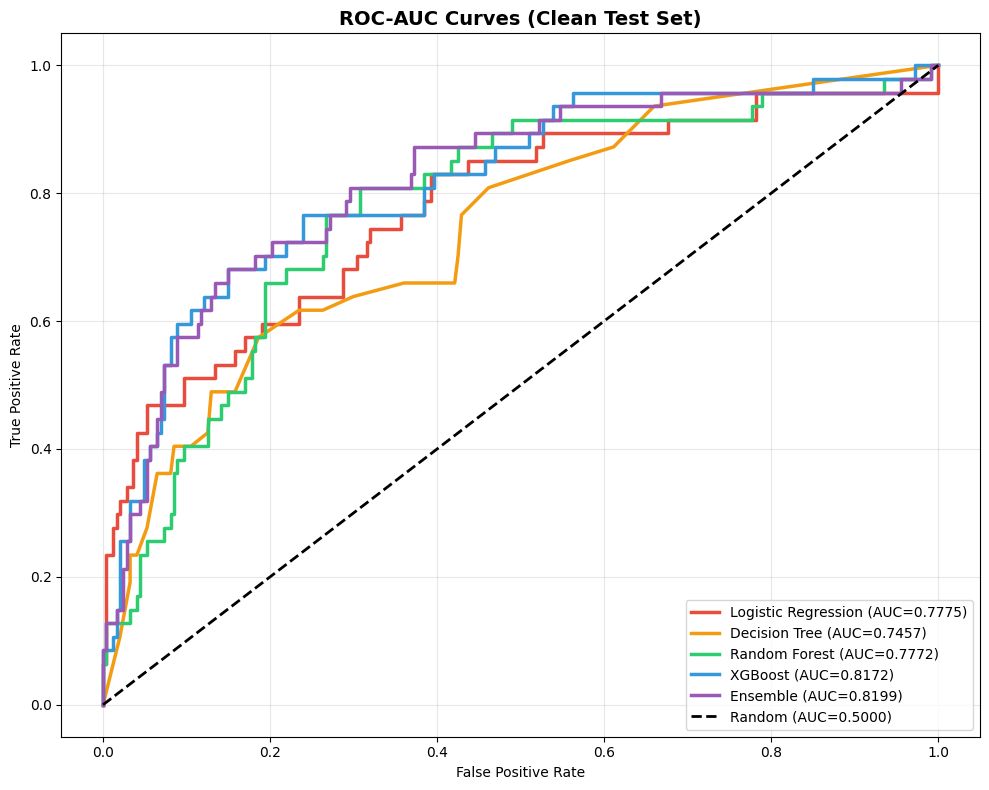 ROC-AUC Curves (Clean Test Set)
True Positive Rate
1.0
0.8
0.6
0.4
0.2
0.0
Logistic Regression (AUC=0.7775)
Decision Tree (AUC=0.7457)
Random Forest (AUC=0.7772)
XGBoost (AUC=0.8172)
Ensemble (AUC=0.8199)
Random (AUC=0.5000)
0.0 0.2 0.4 0.6 0.8 1.0
False Positive Rate